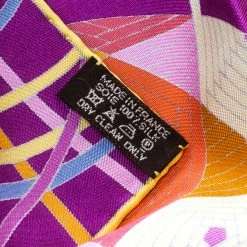 MADE IN FRANCE
SOIE 100% SILK
DRY CLEAN ONLY